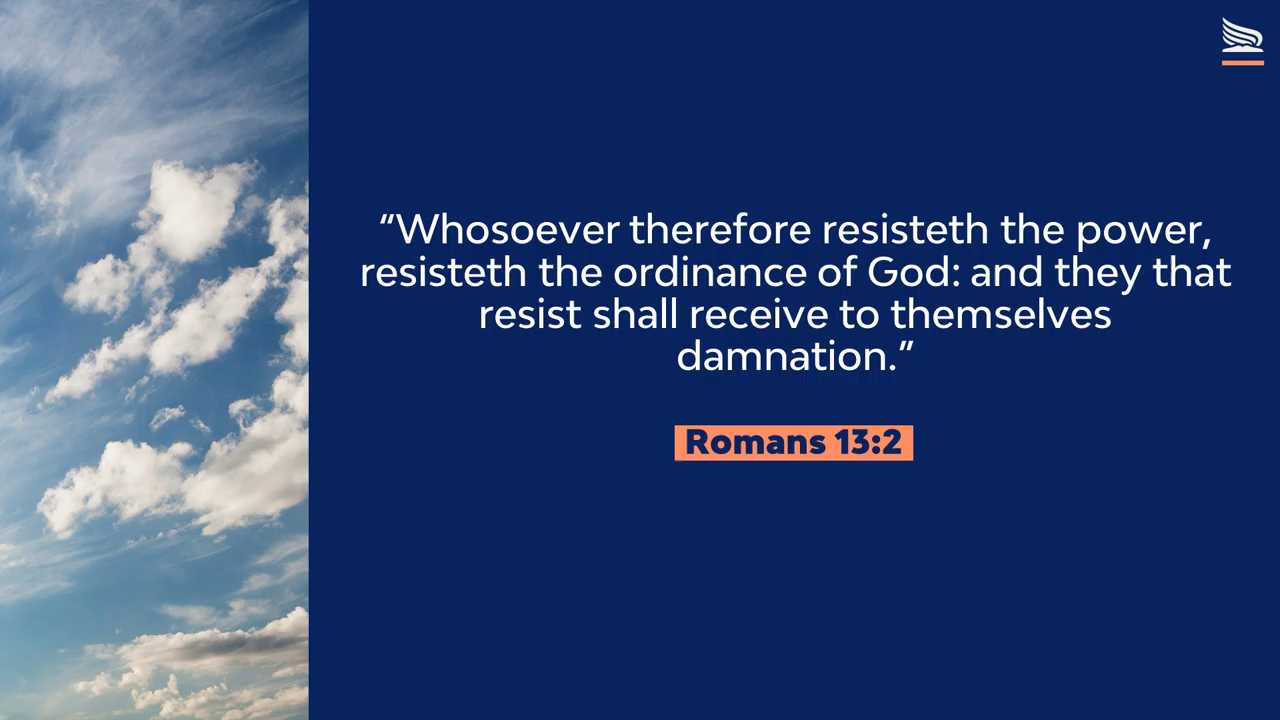 “Whosoever therefore resisteth the power,
resisteth the ordinance of God: and they that
resist shall receive to themselves
damnation.”
Romans 13:2